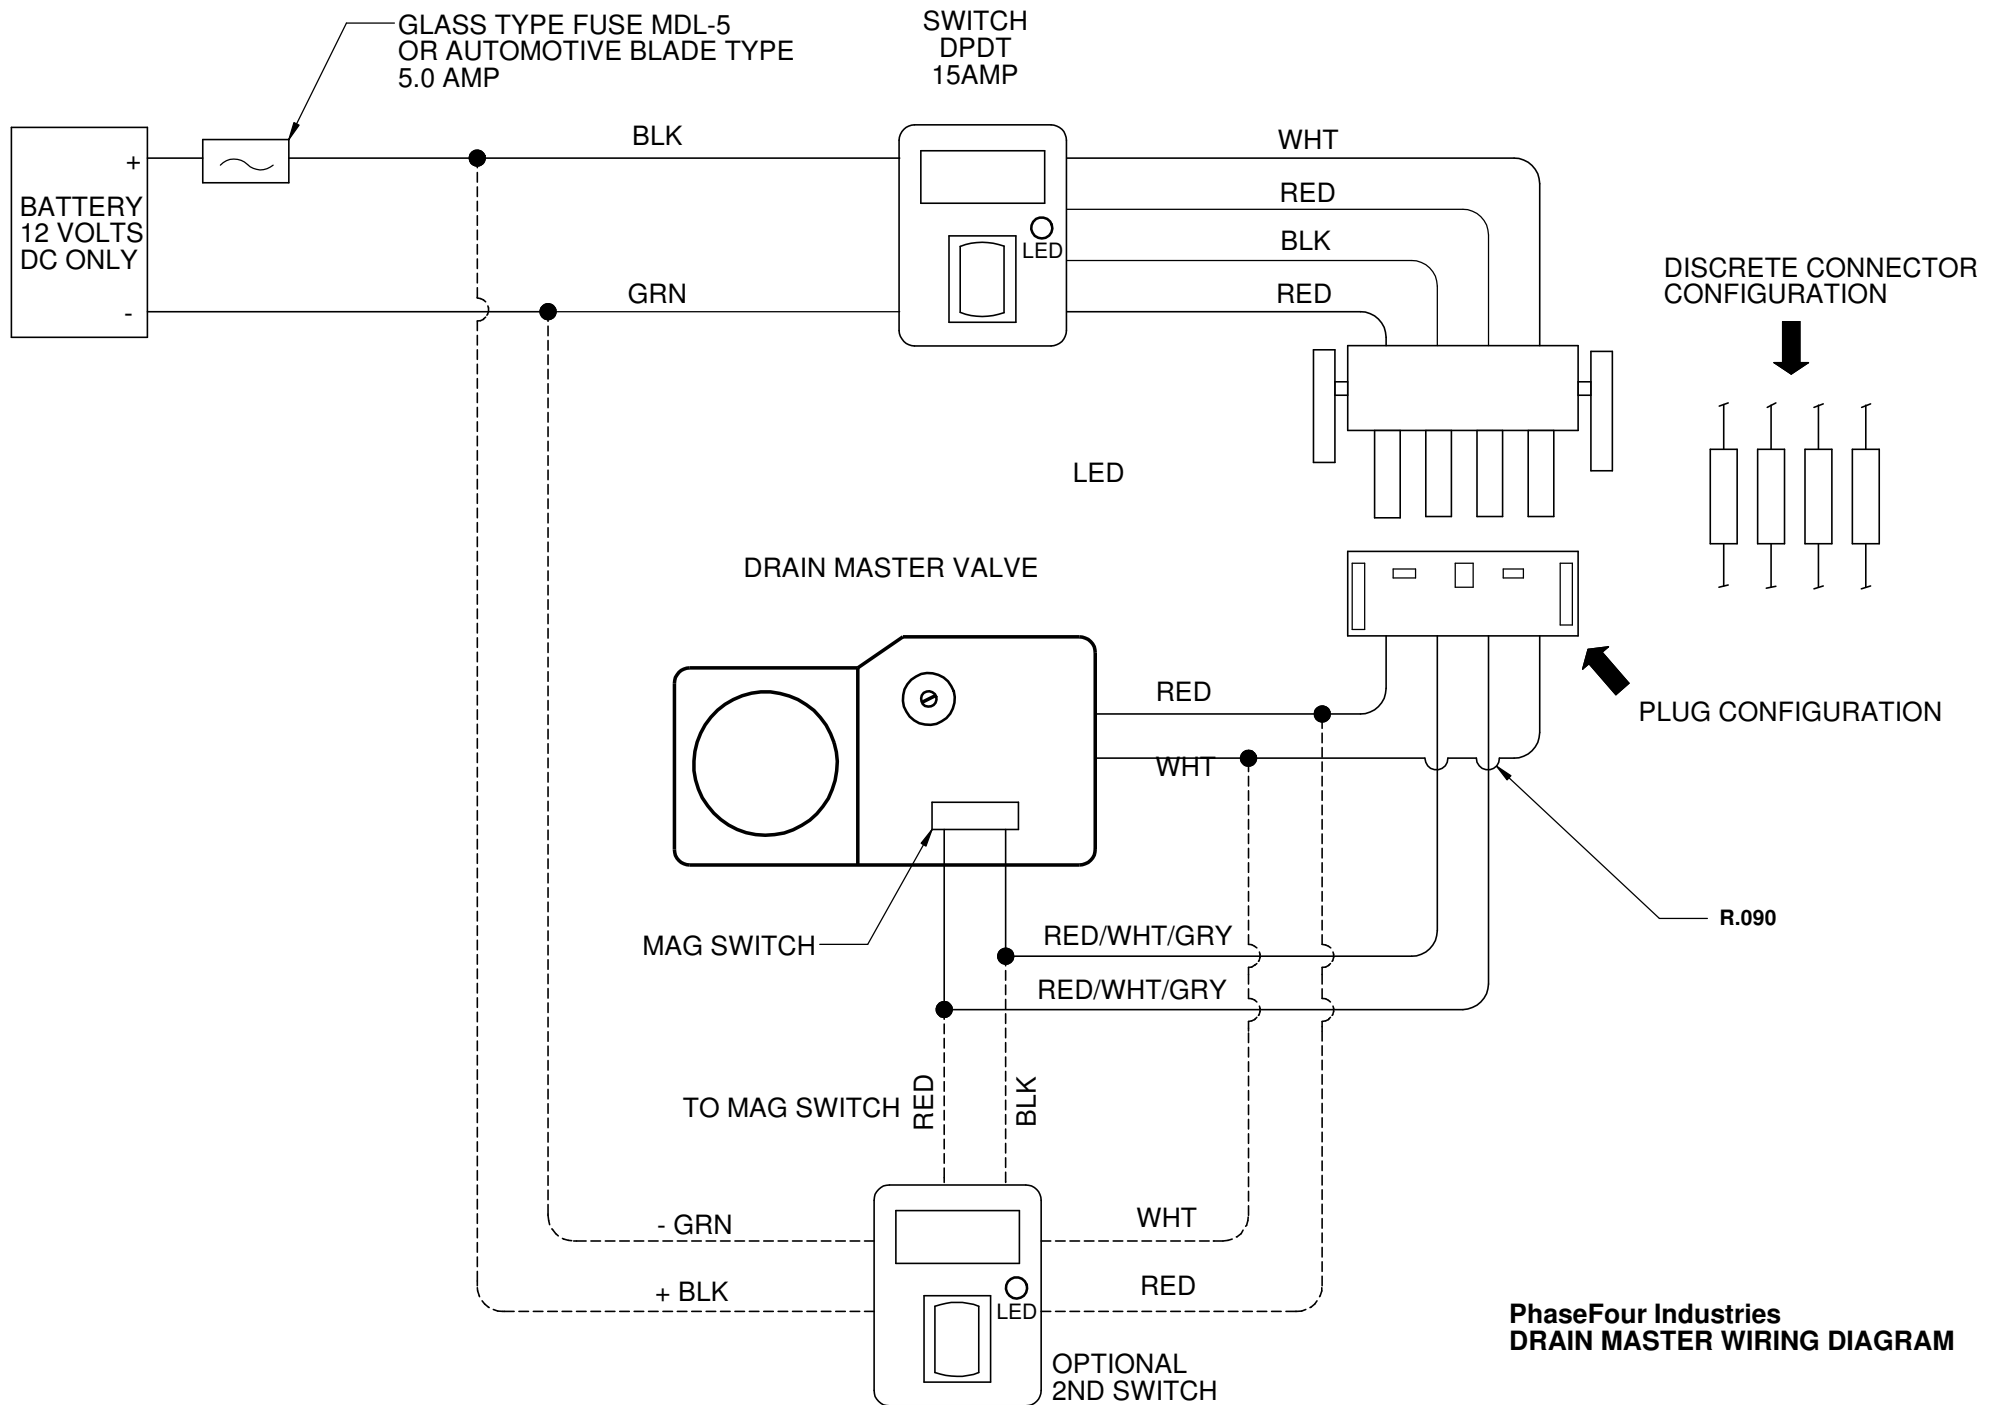 GLASS TYPE FUSE MDL-5
OR AUTOMOTIVE BLADE TYPE
5.0 AMP
SWITCH
DPDT
15AMP
BLK
WHT
+
BATTERY
12 VOLTS
DC ONLY
-
RED
LED
BLK
GRN
RED
DISCRETE CONNECTOR
CONFIGURATION
LED
DRAIN MASTER VALVE
RED
PLUG CONFIGURATION
WHT
R.090
MAG SWITCH
RED/WHT/GRY
RED/WHT/GRY
TO MAG SWITCH
RED
BLK
- GRN
WHT
+ BLK
LED
RED
OPTIONAL
2ND SWITCH
PhaseFour Industries
DRAIN MASTER WIRING DIAGRAM